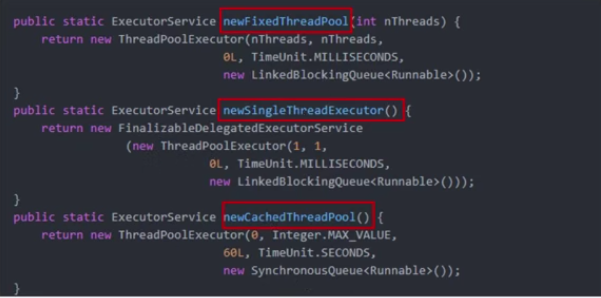 public static ExecutorService newFixedThreadPool(int nThreads) {
return new ThreadPoolExecutor(nThreads, nThreads,
0L, TimeUnit.MILLISECONDS,
new LinkedBlockingQueue<Runnable>());
}
public static ExecutorService newSingleThreadExecutor() {
return new FinalizableDelegatedExecutorService
(new ThreadPoolExecutor(1, 1,
0L, TimeUnit.MILLISECONDS,
new LinkedBlockingQueue<Runnable>()));
}
public static ExecutorService newCachedThreadPool() {
return new ThreadPoolExecutor(0, Integer.MAX_VALUE,
60L, TimeUnit.SECONDS,
new SynchronousQueue<Runnable>());
}